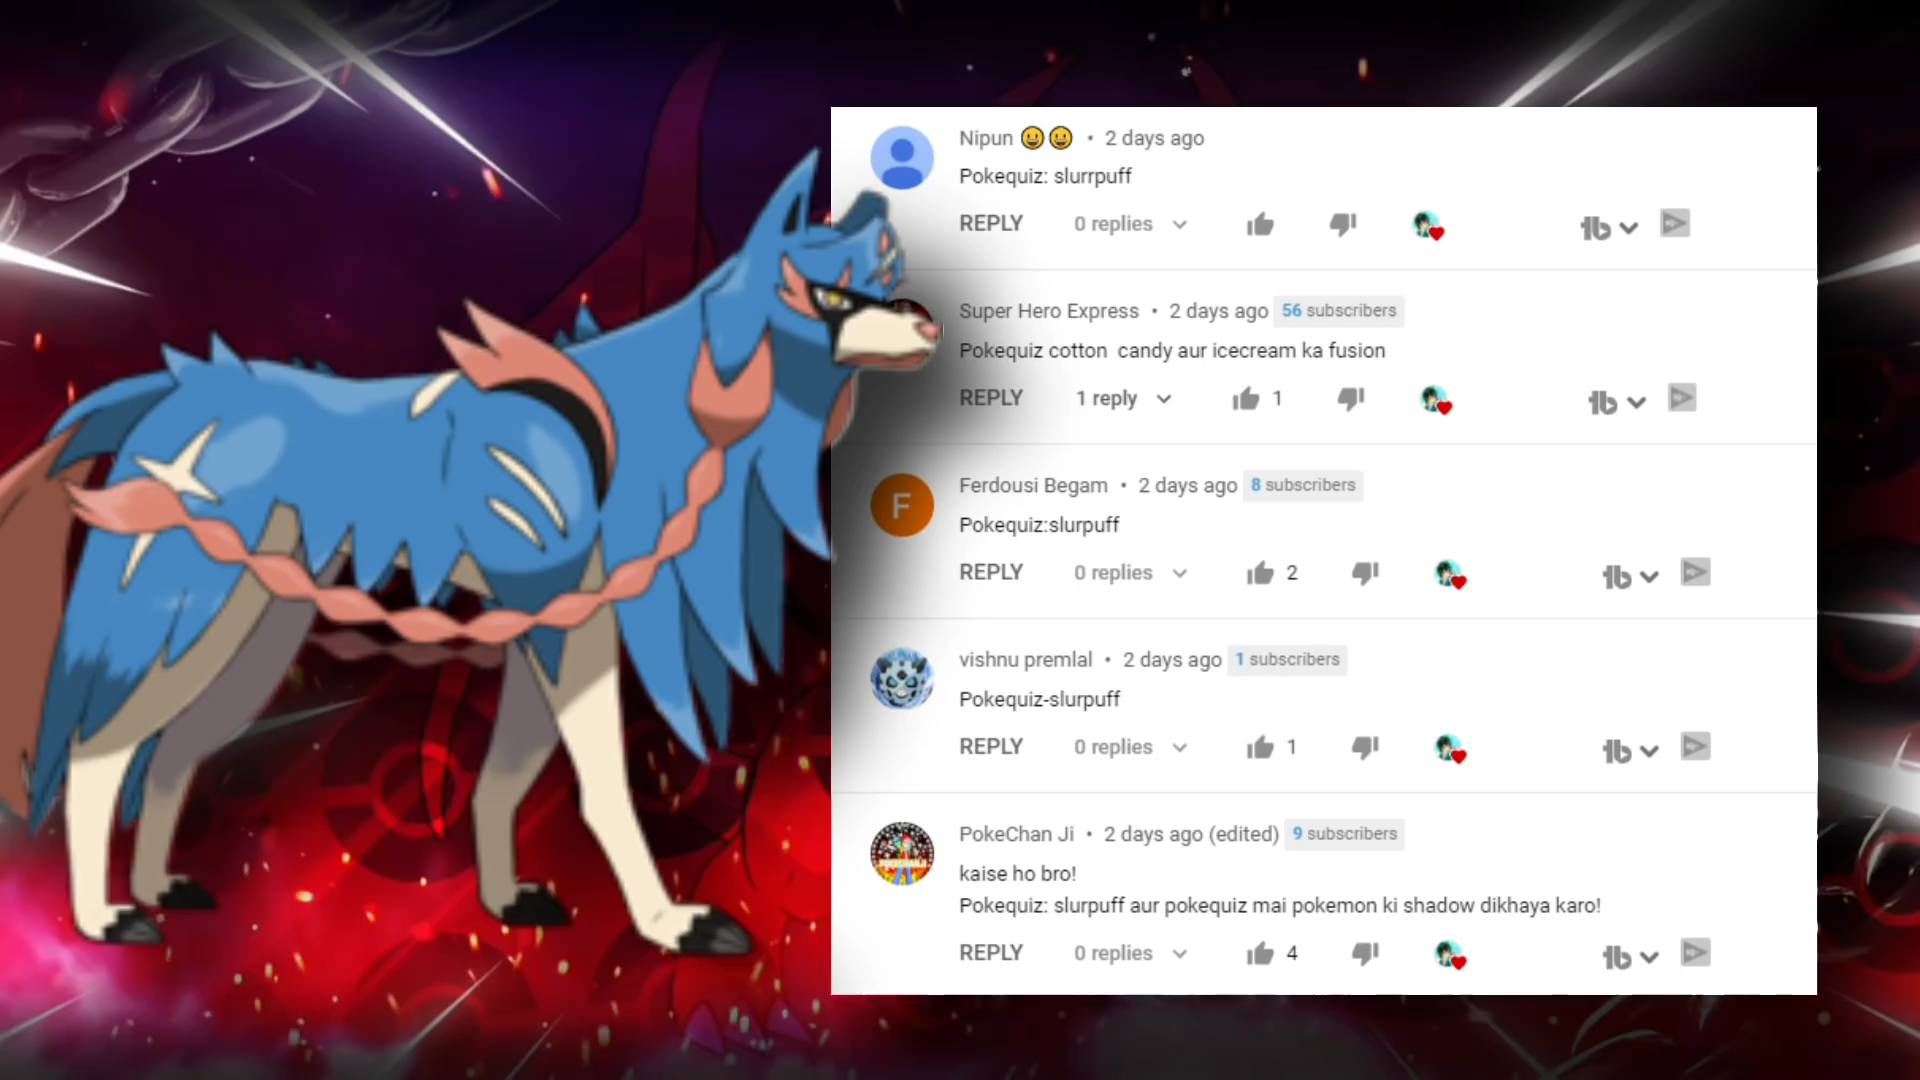 Nipun 😀😀 • 2 days ago
Pokequiz: slurrpuff
REPLY 0 replies
Super Hero Express • 2 days ago 56 subscribers
Pokequiz cotton candy aur icecream ka fusion
REPLY 1 reply 1
F
Ferdousi Begam • 2 days ago 8 subscribers
Pokequiz:slurpuff
REPLY 0 replies 2
vishnu premlal • 2 days ago 1 subscribers
Pokequiz-slurpuff
REPLY 0 replies 1
PokeChan Ji • 2 days ago (edited) 9 subscribers
kaise ho bro!
Pokequiz: slurpuff aur pokequiz mai pokemon ki shadow dikhaya karo!
REPLY 0 replies 4